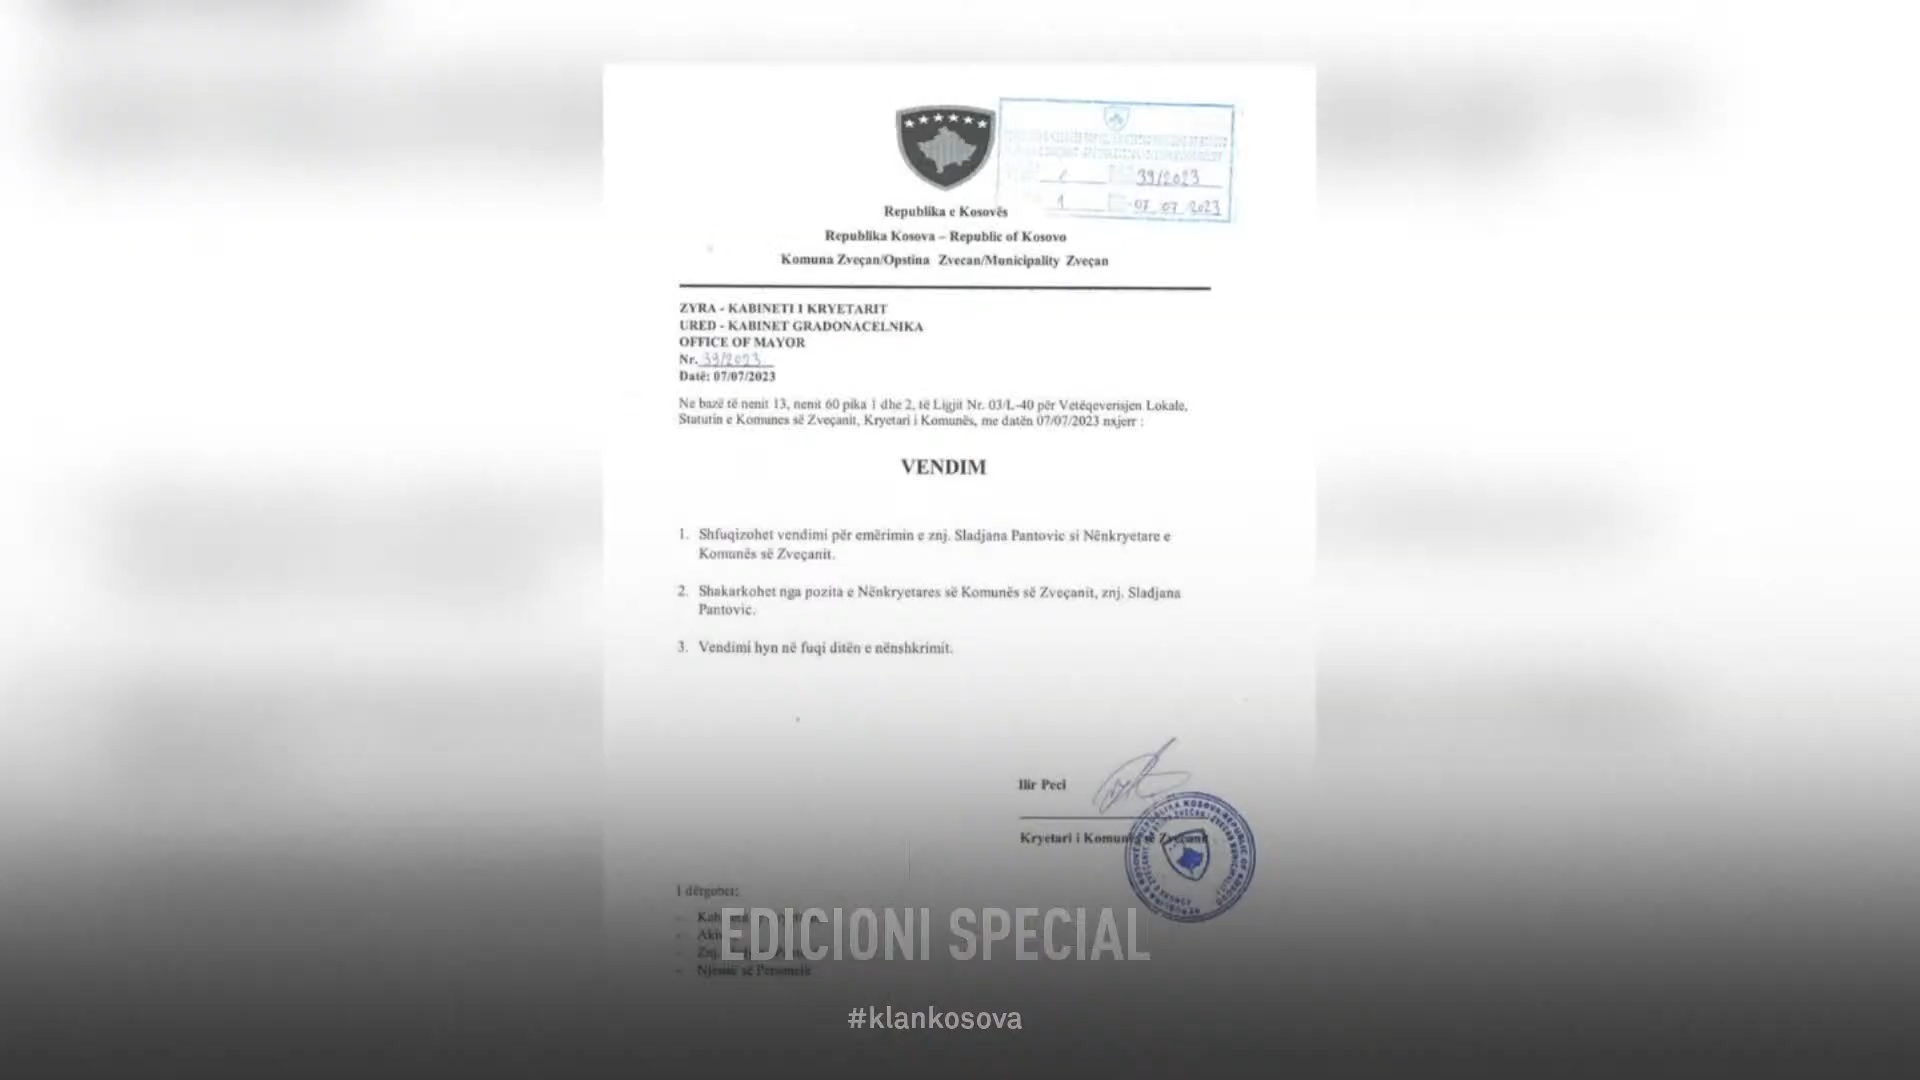 39/2023
1 07 07 2023
Republika e Kosovës
Republika Kosova – Republic of Kosovo
Komuna Zveçan/Opstina Zvecan/Municipality Zveçan
ZYRA - KABINETI I KRYETARIT
URED - KABINET GRADONACELNIKA
OFFICE OF MAYOR
Nr. 39/2023
Datë: 07/07/2023
Ne bazë të nenit 13, nenit 60 pika 1 dhe 2, të Ligjit Nr. 03/L-40 për Vetëqeverisjen Lokale,
Statutin e Komunes së Zveçanit, Kryetari i Komunës, me datën 07/07/2023 nxjerr :
VENDIM
1. Shfuqizohet vendimi për emërimin e znj. Sladjana Pantovic si Nënkryetare e
Komunës së Zveçanit.
2. Shakarkohet nga pozita e Nënkryetares së Komunës së Zveçanit, znj. Sladjana
Pantovic.
3. Vendimi hyn në fuqi ditën e nënshkrimit.
Ilir Peci
Kryetari i Komunës së Zveçanit
I dërgohet:
- Njësisë së Personelit
EDICIONI SPECIAL
#klankosova